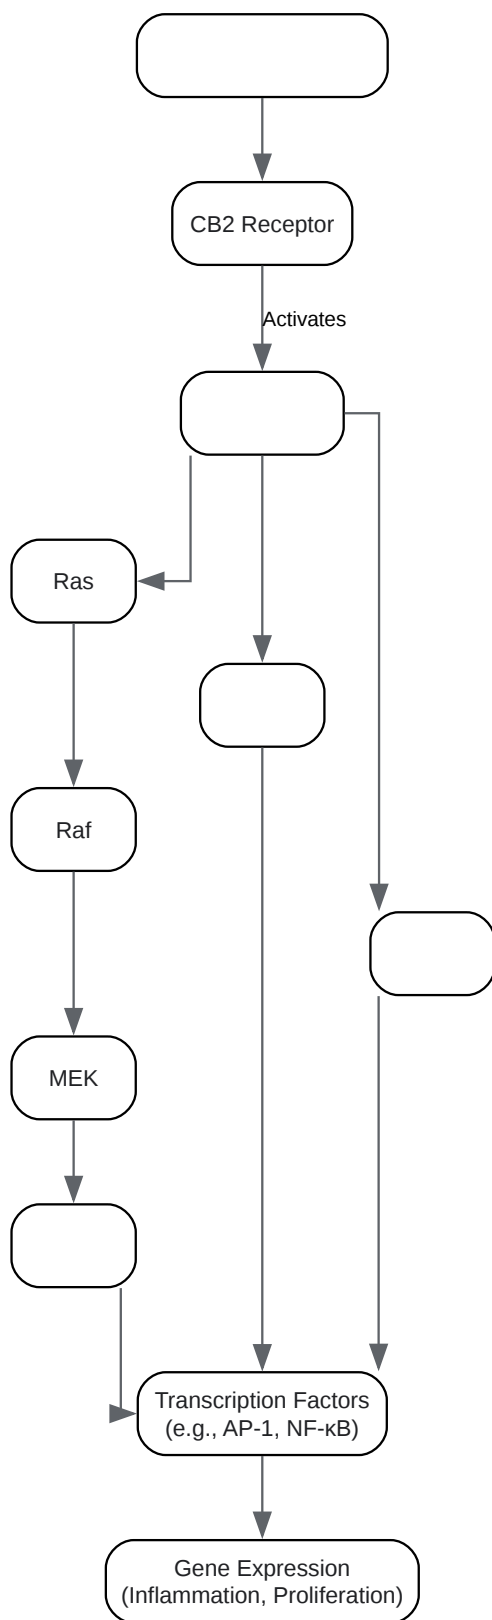 CB2 Receptor
Activates
Ras
Raf
MEK
Transcription Factors
(e.g., AP-1, NF-κB)
Gene Expression
(Inflammation, Proliferation)